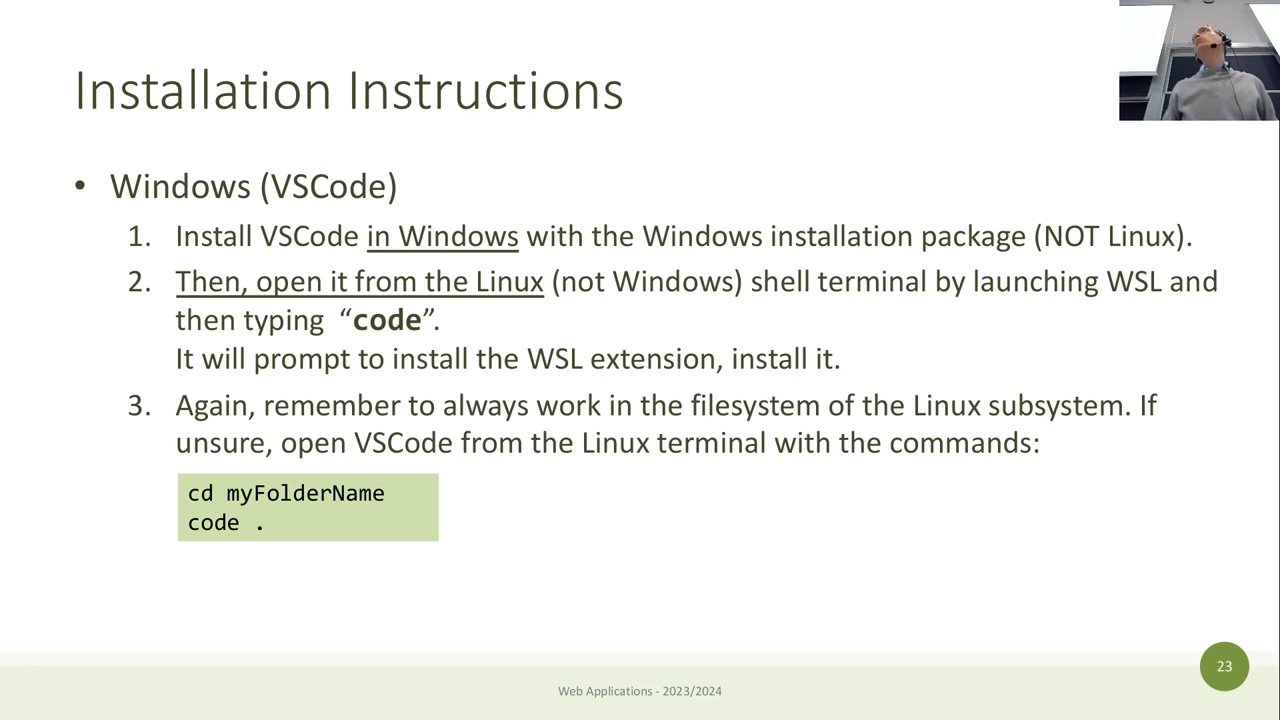 Installation Instructions
• Windows (VSCode)
1. Install VSCode in Windows with the Windows installation package (NOT Linux).
2. Then, open it from the Linux (not Windows) shell terminal by launching WSL and
then typing “code”.
It will prompt to install the WSL extension, install it.
3. Again, remember to always work in the filesystem of the Linux subsystem. If
unsure, open VSCode from the Linux terminal with the commands:
cd myFolderName
code .
Web Applications - 2023/2024
23